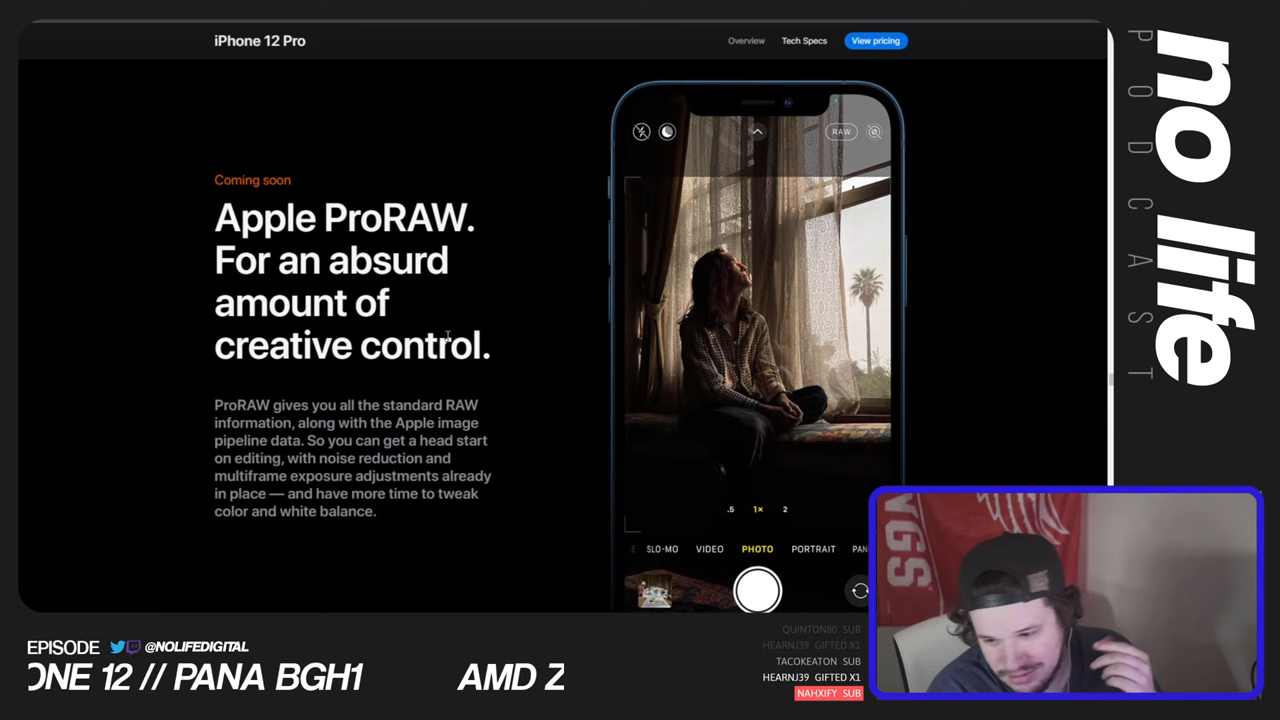 iPhone 12 Pro
Overview
Tech Specs
View pricing
Coming soon
Apple ProRAW.
For an absurd
amount of
creative control.
ProRAW gives you all the standard RAW
information, along with the Apple image
pipeline data. So you can get a head start
on editing, with noise reduction and
multiframe exposure adjustments already
in place — and have more time to tweak
color and white balance.
RAW
.5 1× 2
SLO-MO VIDEO PHOTO PORTRAIT PAN
no life
PODCAST
NGS
EPISODE @NOLIFEDIGITAL
ONE 12 // PANA BGH1 AMD Z
QUINTON80 SUB
HEARNJ39 GIFTED X1
TACOKEATON SUB
HEARNJ39 GIFTED X1
NAHXIFY SUB